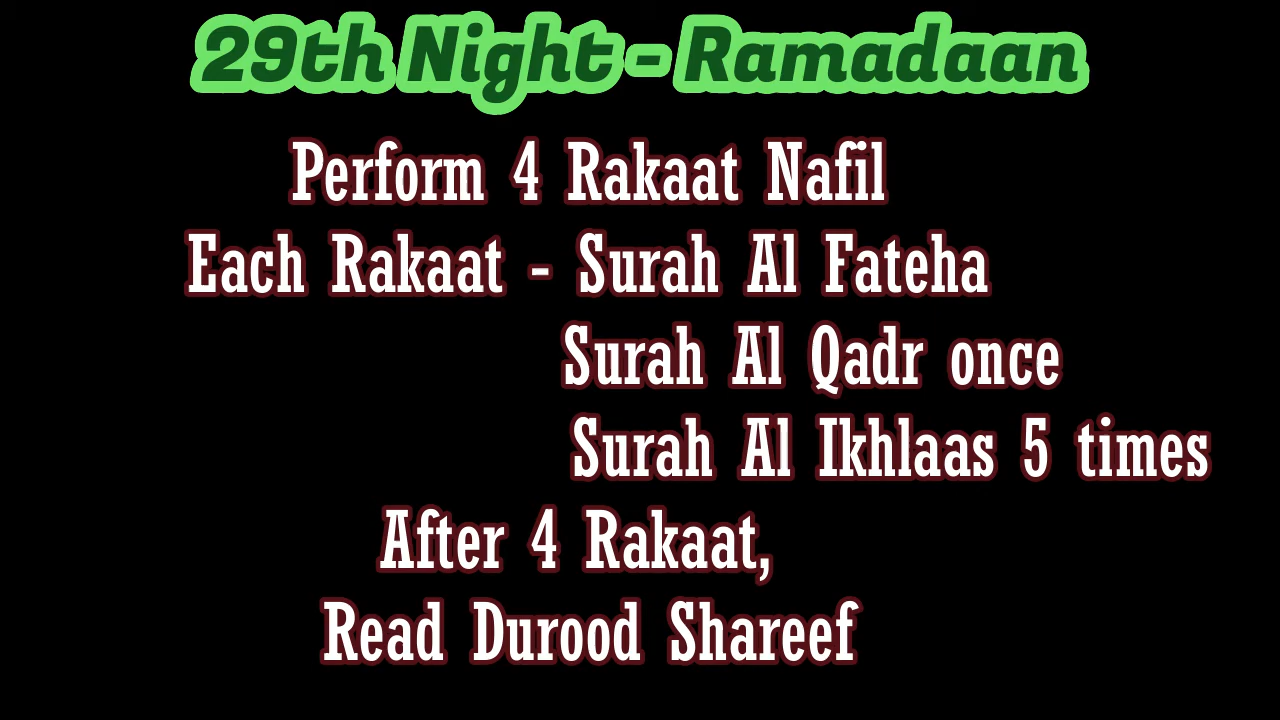 29th Night - Ramadaan
Perform 4 Rakaat Nafil
Each Rakaat - Surah Al Fateha
Surah Al Qadr once
Surah Al Ikhlaas 5 times
After 4 Rakaat,
Read Durood Shareef